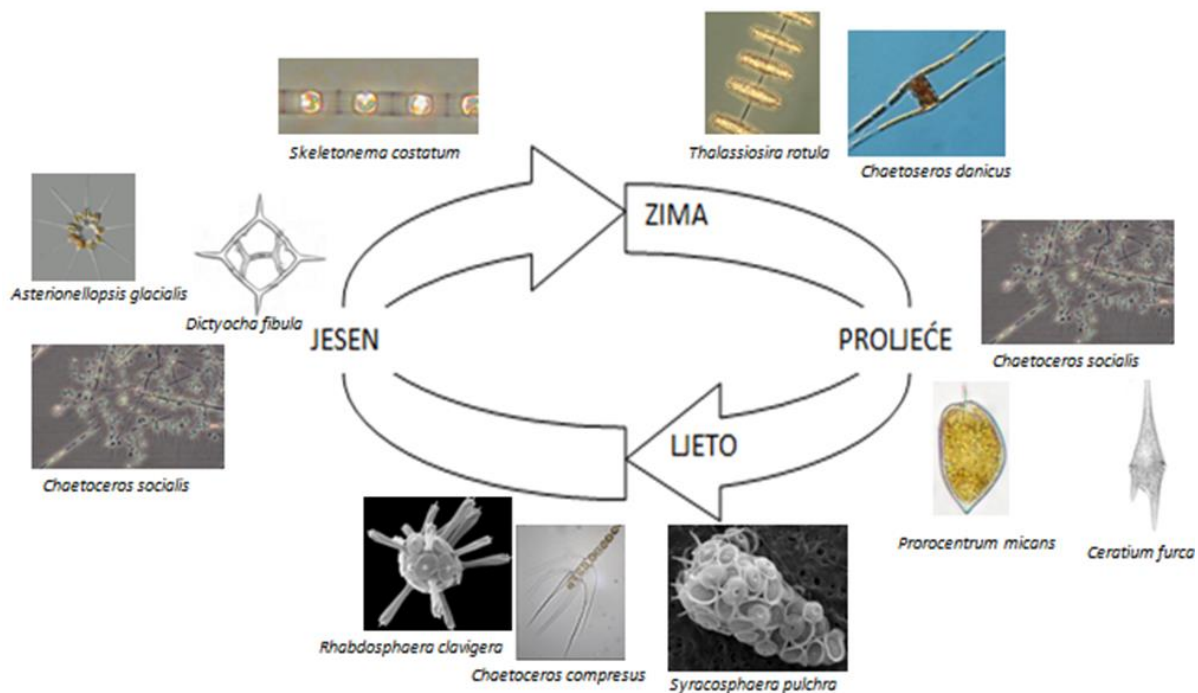 Skeletonema costatum
Thalassiosira rotula
Chaetoseros danicus
ZIMA
Asterionellopsis glacialis
Dictyocha fibula
JESEN
PROLJEĆE
Chaetoceros socialis
Chaetoceros socialis
LJETO
Prorocentrum micans
Ceratium furca
Rhabdosphaera clavigera
Chaetoceros compresus
Syracosphaera pulchra